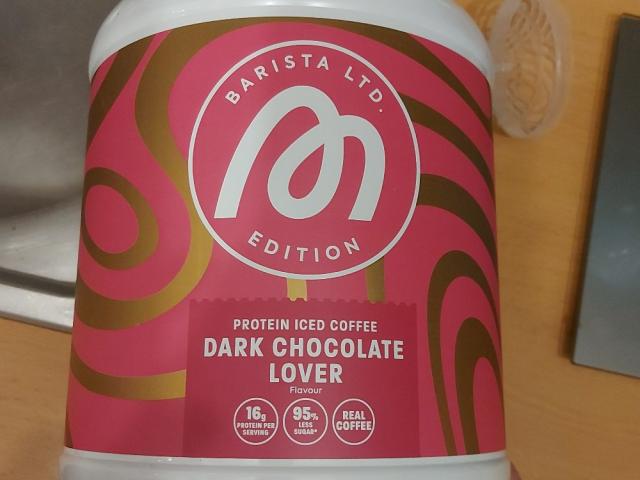 BARISTA LTD.
m
EDITION
PROTEIN ICED COFFEE
DARK CHOCOLATE
LOVER
Flavour
16g
PROTEIN PER
SERVING
95%
LESS
SUGAR*
REAL
COFFEE